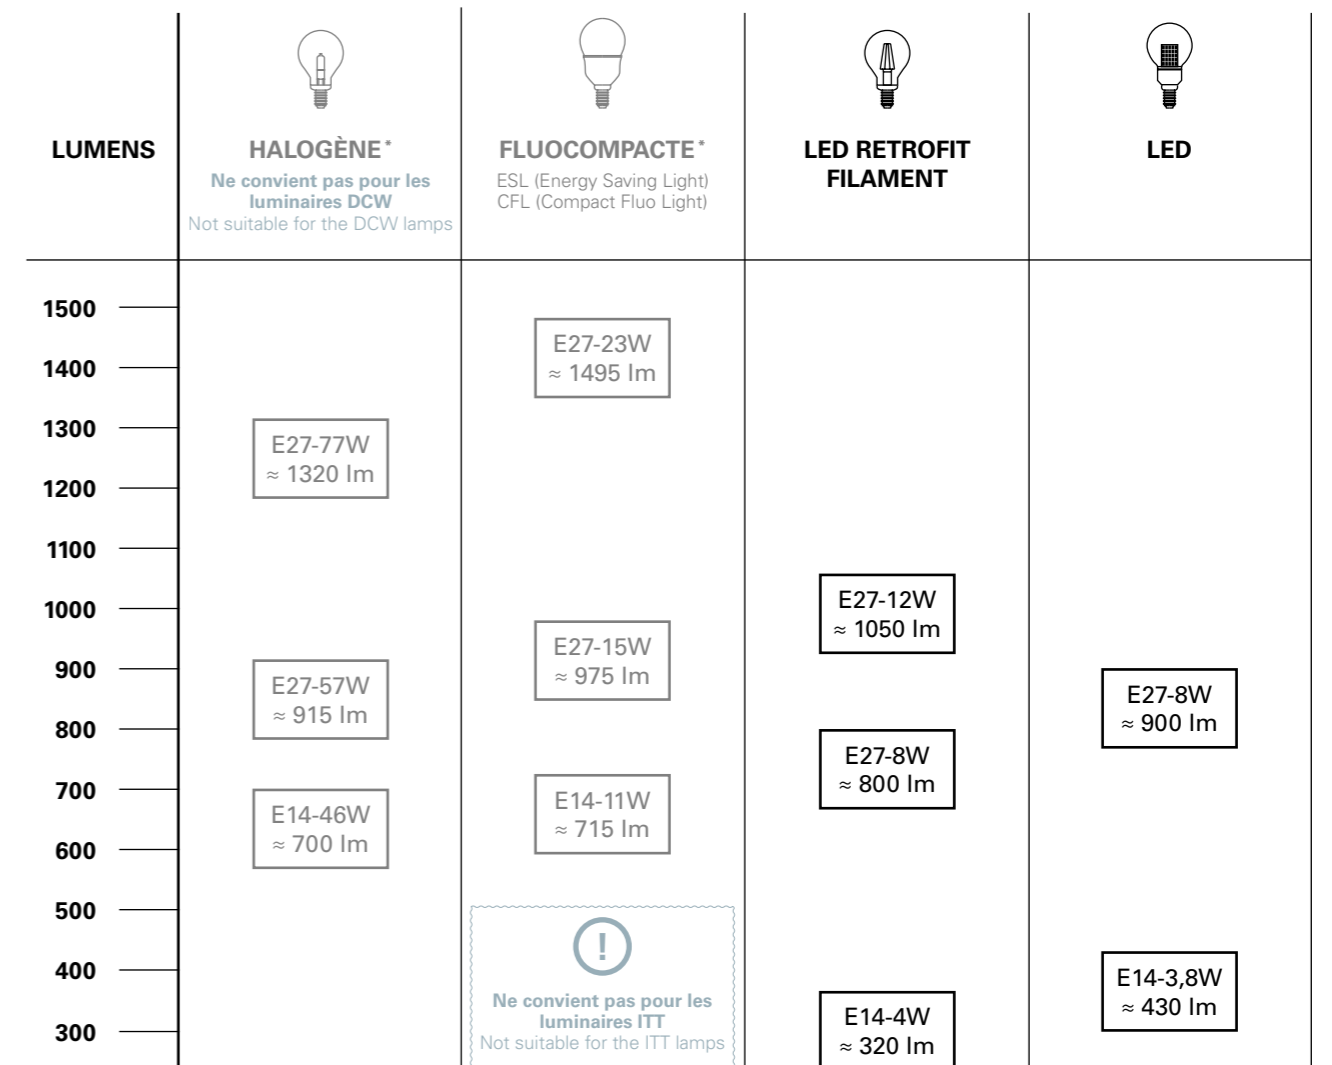 LUMENS
HALOGÈNE*
Ne convient pas pour les
luminaires DCW
Not suitable for the DCW lamps
FLUOCOMPACTE*
ESL (Energy Saving Light)
CFL (Compact Fluo Light)
LED RETROFIT
FILAMENT
LED
1500
1400
1300
1200
1100
1000
900
800
700
600
500
400
300
E27-77W
≈ 1320 lm
E27-57W
≈ 915 lm
E14-46W
≈ 700 lm
E27-23W
≈ 1495 lm
E27-15W
≈ 975 lm
E14-11W
≈ 715 lm
!
Ne convient pas pour les
luminaires ITT
Not suitable for the ITT lamps
E27-12W
≈ 1050 lm
E27-8W
≈ 800 lm
E14-4W
≈ 320 lm
E27-8W
≈ 900 lm
E14-3,8W
≈ 430 lm